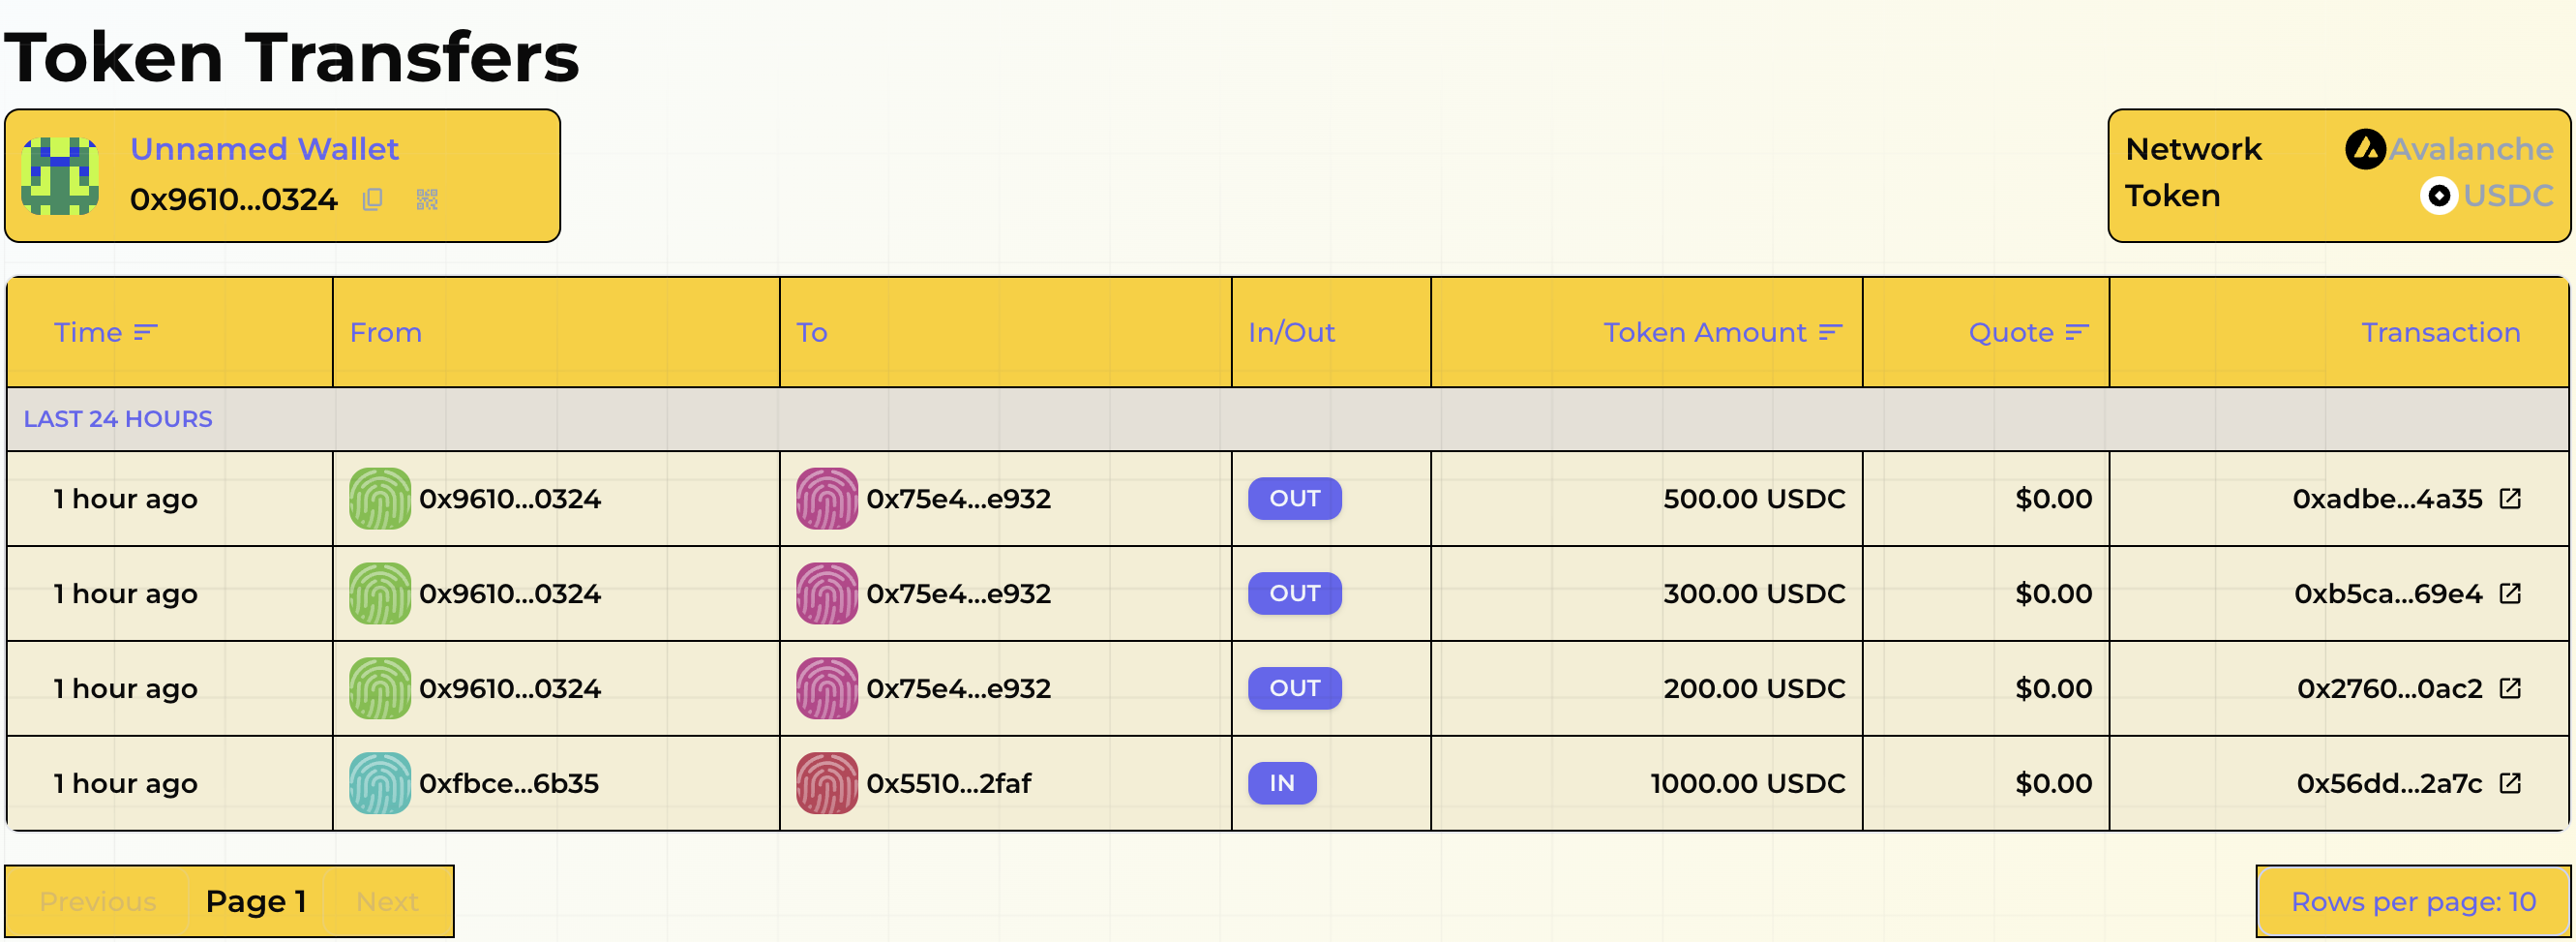 Token Transfers
Unnamed Wallet
0x9610...0324
Network Avalanche
Token USDC
Time From To In/Out Token Amount Quote Transaction
LAST 24 HOURS
1 hour ago 0x9610...0324 0x75e4...e932 OUT 500.00 USDC $0.00 0xadbe...4a35
1 hour ago 0x9610...0324 0x75e4...e932 OUT 300.00 USDC $0.00 0xb5ca...69e4
1 hour ago 0x9610...0324 0x75e4...e932 OUT 200.00 USDC $0.00 0x2760...0ac2
1 hour ago 0xfbce...6b35 0x5510...2faf IN 1000.00 USDC $0.00 0x56dd...2a7c
Previous Page 1 Next
Rows per page: 10